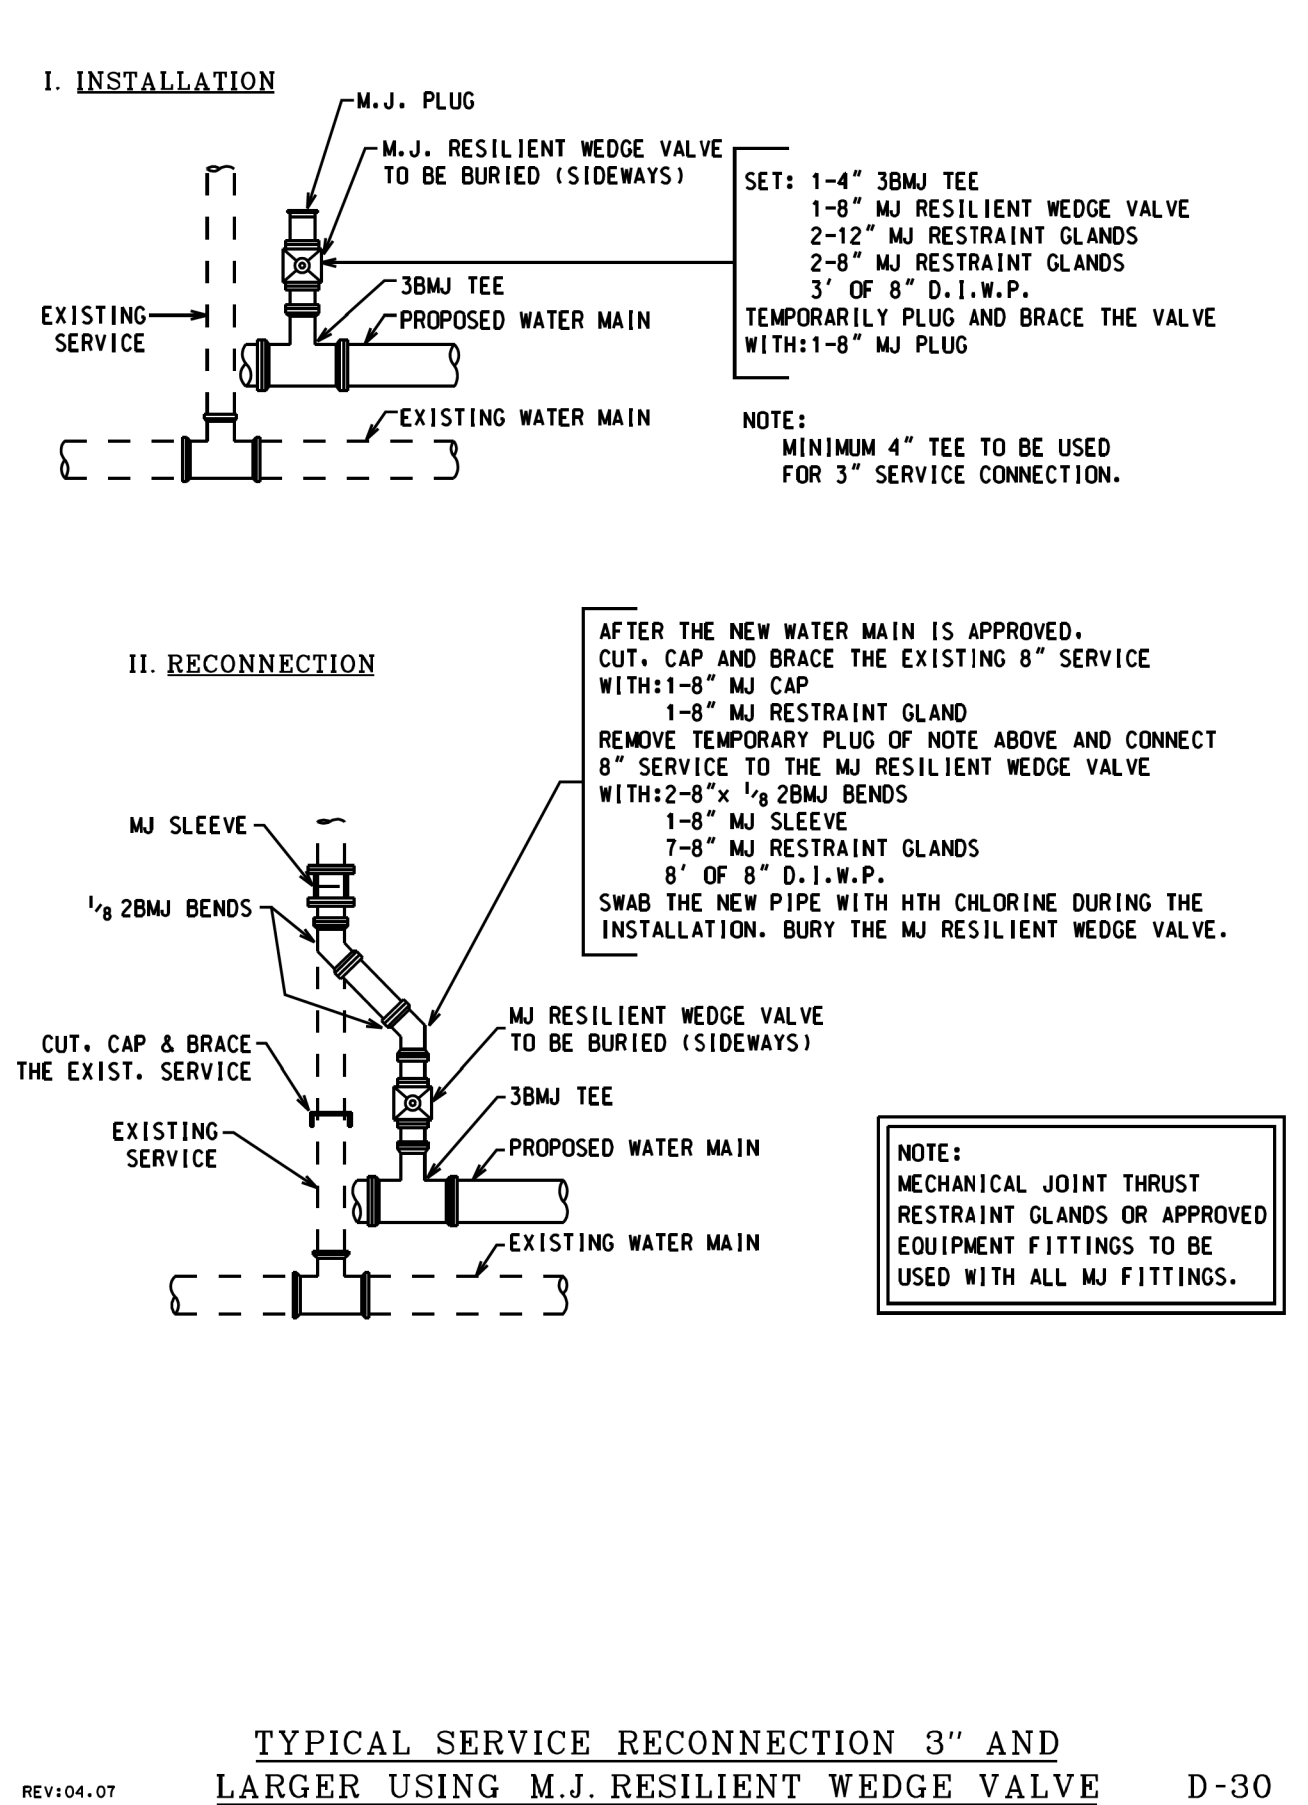 I. INSTALLATION
M.J. PLUG
M.J. RESILIENT WEDGE VALVE
TO BE BURIED (SIDEWAYS)
SET: 1-4" 3BMJ TEE
1-8" MJ RESILIENT WEDGE VALVE
2-12" MJ RESTRAINT GLANDS
2-8" MJ RESTRAINT GLANDS
3' OF 8" D.I.W.P.
TEMPORARILY PLUG AND BRACE THE VALVE
WITH:1-8" MJ PLUG
3BMJ TEE
EXISTING
SERVICE
PROPOSED WATER MAIN
EXISTING WATER MAIN
NOTE:
MINIMUM 4" TEE TO BE USED
FOR 3" SERVICE CONNECTION.
II. RECONNECTION
AFTER THE NEW WATER MAIN IS APPROVED.
CUT, CAP AND BRACE THE EXISTING 8" SERVICE
WITH:1-8" MJ CAP
1-8" MJ RESTRAINT GLAND
REMOVE TEMPORARY PLUG OF NOTE ABOVE AND CONNECT
8" SERVICE TO THE MJ RESILIENT WEDGE VALVE
WITH:2-8"x 1/8 2BMJ BENDS
1-8" MJ SLEEVE
7-8" MJ RESTRAINT GLANDS
8' OF 8" D.I.W.P.
SWAB THE NEW PIPE WITH HTH CHLORINE DURING THE
INSTALLATION. BURY THE MJ RESILIENT WEDGE VALVE.
MJ SLEEVE
1/8 2BMJ BENDS
CUT, CAP & BRACE
THE EXIST. SERVICE
EXISTING
SERVICE
MJ RESILIENT WEDGE VALVE
TO BE BURIED (SIDEWAYS)
3BMJ TEE
PROPOSED WATER MAIN
EXISTING WATER MAIN
NOTE:
MECHANICAL JOINT THRUST
RESTRAINT GLANDS OR APPROVED
EQUIPMENT FITTINGS TO BE
USED WITH ALL MJ FITTINGS.
TYPICAL SERVICE RECONNECTION 3" AND
LARGER USING M.J. RESILIENT WEDGE VALVE
REV:04.07
D-30